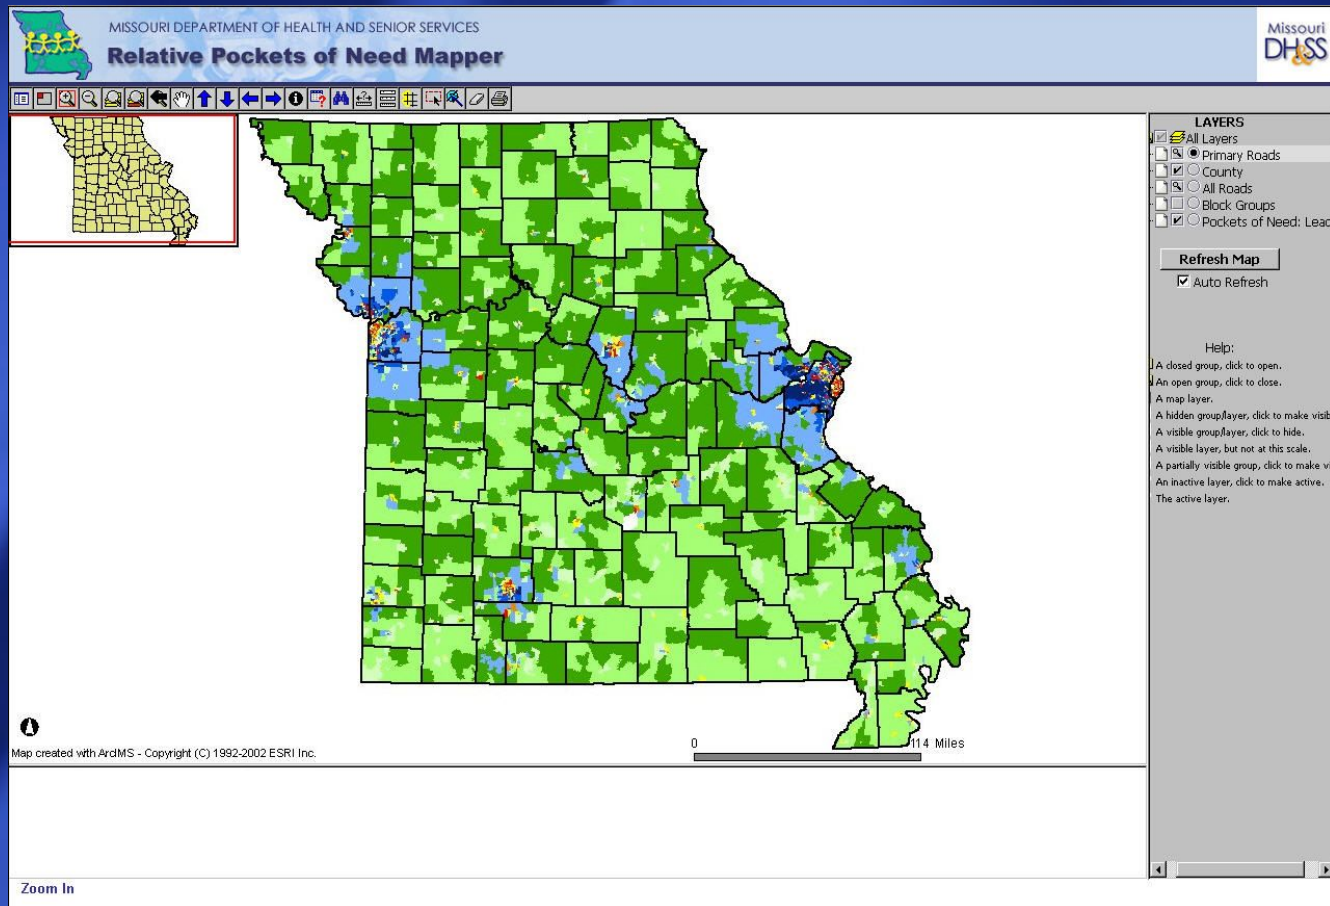 MISSOURI DEPARTMENT OF HEALTH AND SENIOR SERVICES
Relative Pockets of Need Mapper
Missouri
DH&SS
LAYERS
All Layers
Primary Roads
County
All Roads
Block Groups
Pockets of Need: Lead
Refresh Map
Auto Refresh
Help:
A closed group, click to open.
An open group, click to close.
A map layer.
A hidden group/layer, click to make visib
A visible group/layer, click to hide.
A visible layer, but not at this scale.
A partially visible group, click to make vi
An inactive layer, click to make active.
The active layer.
0 114 Miles
Map created with ArcIMS - Copyright (C) 1992-2002 ESRI Inc.
Zoom In